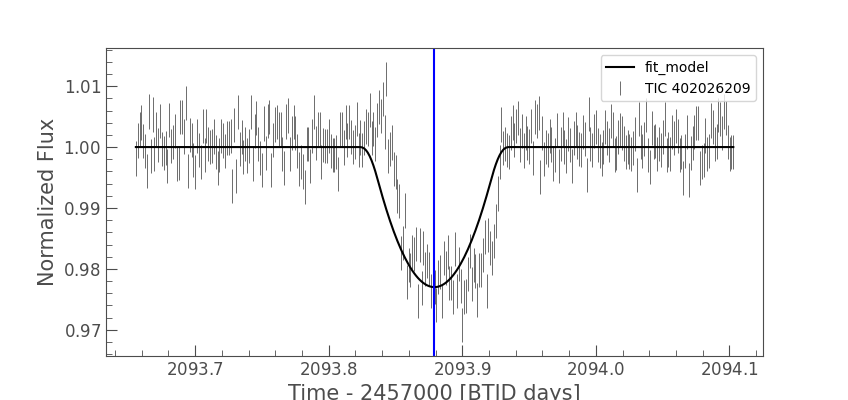 fit_model
TIC 402026209
1.01
1.00
0.99
0.98
0.97
Normalized Flux
2093.7 2093.8 2093.9 2094.0 2094.1
Time - 2457000 [BTJD days]